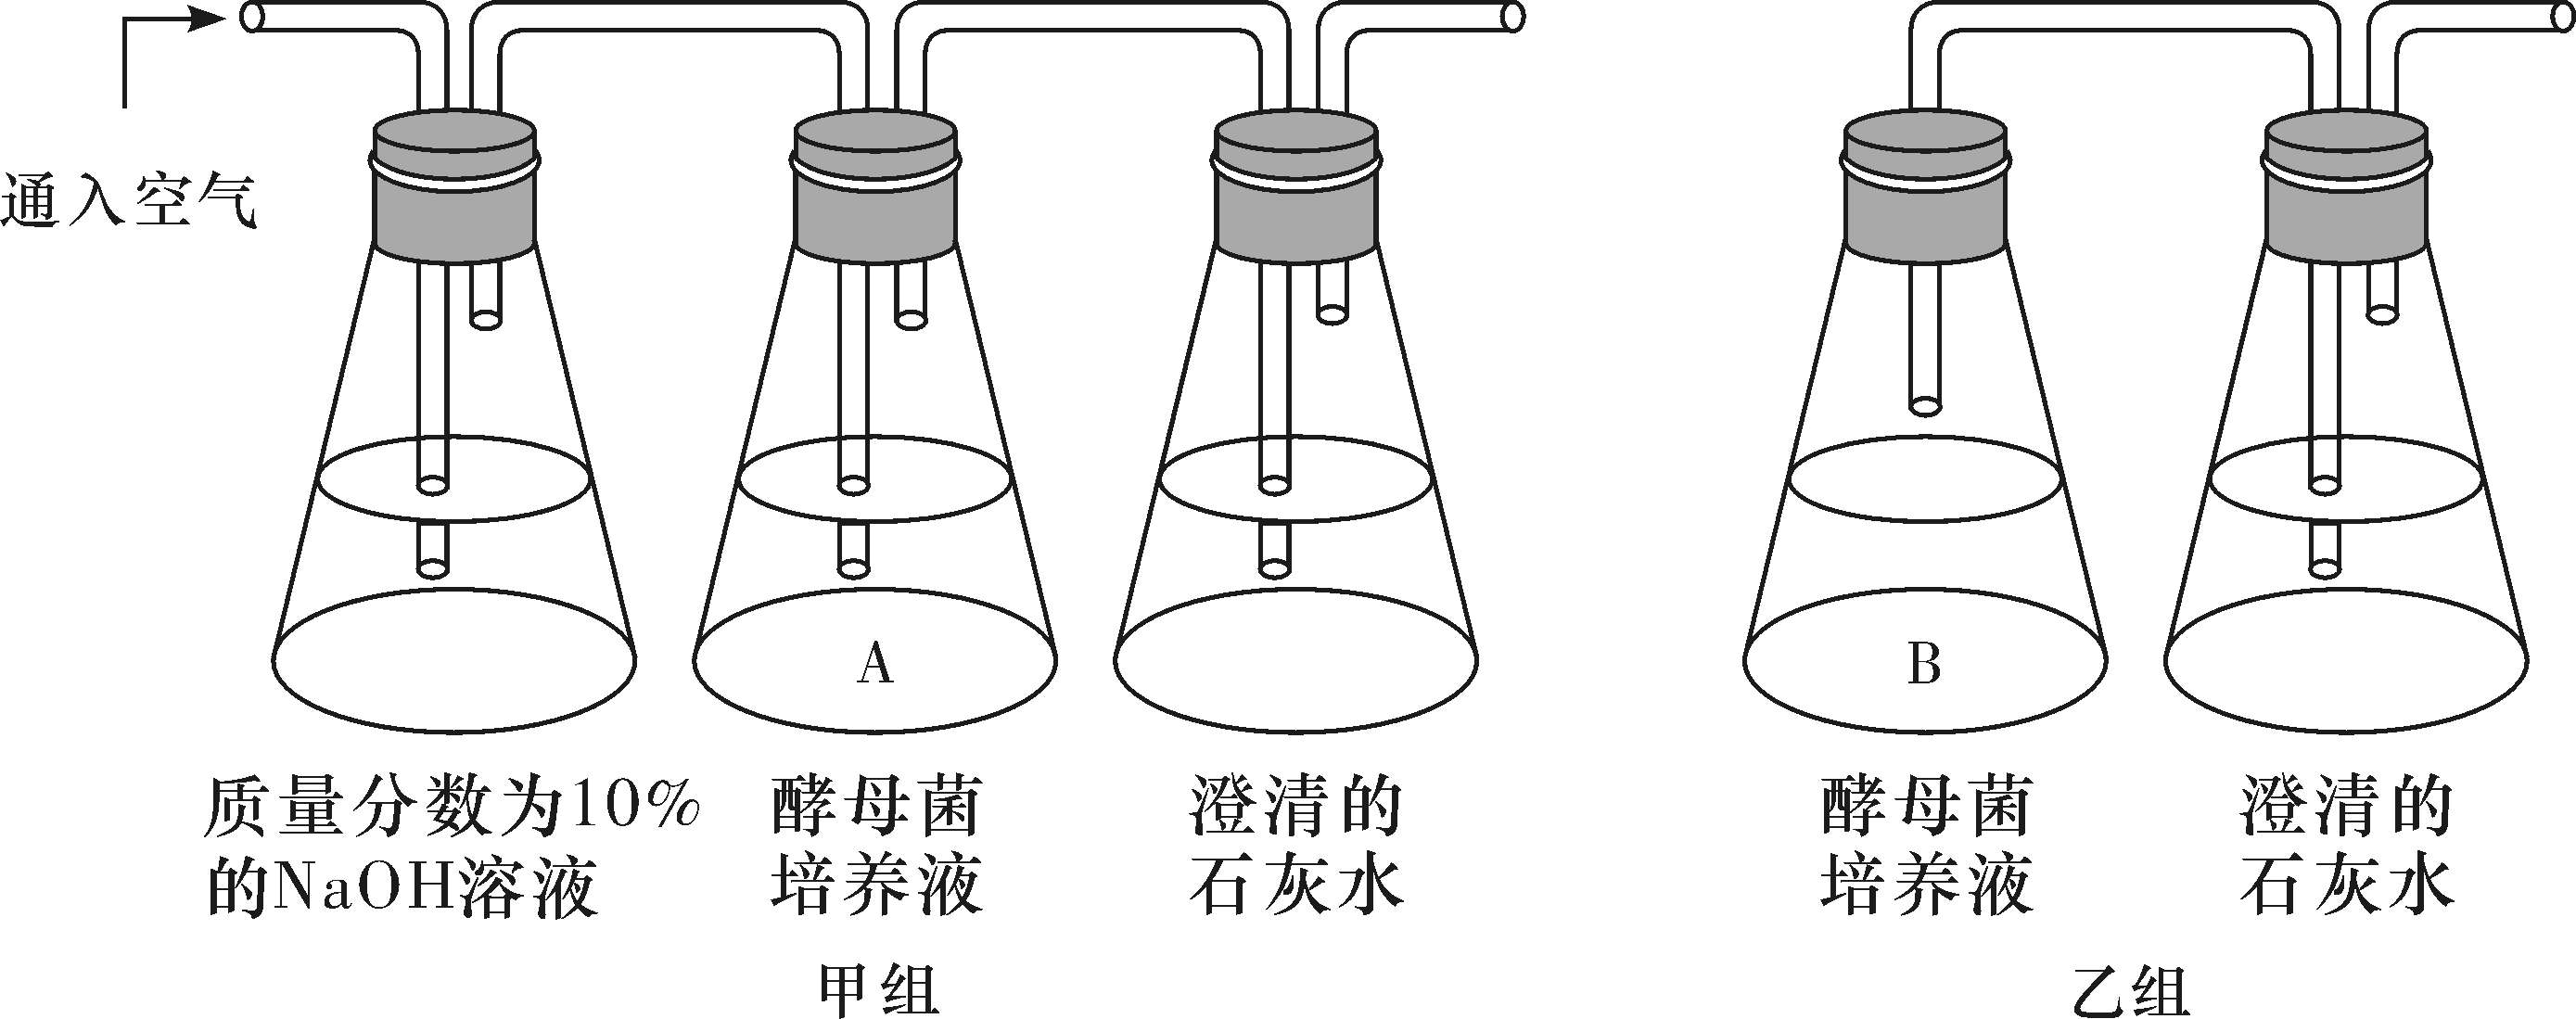 通入空气
A
B
质量分数为10%
的NaOH溶液
酵母菌
培养液
澄清的
石灰水
酵母菌
培养液
澄清的
石灰水
甲组
乙组